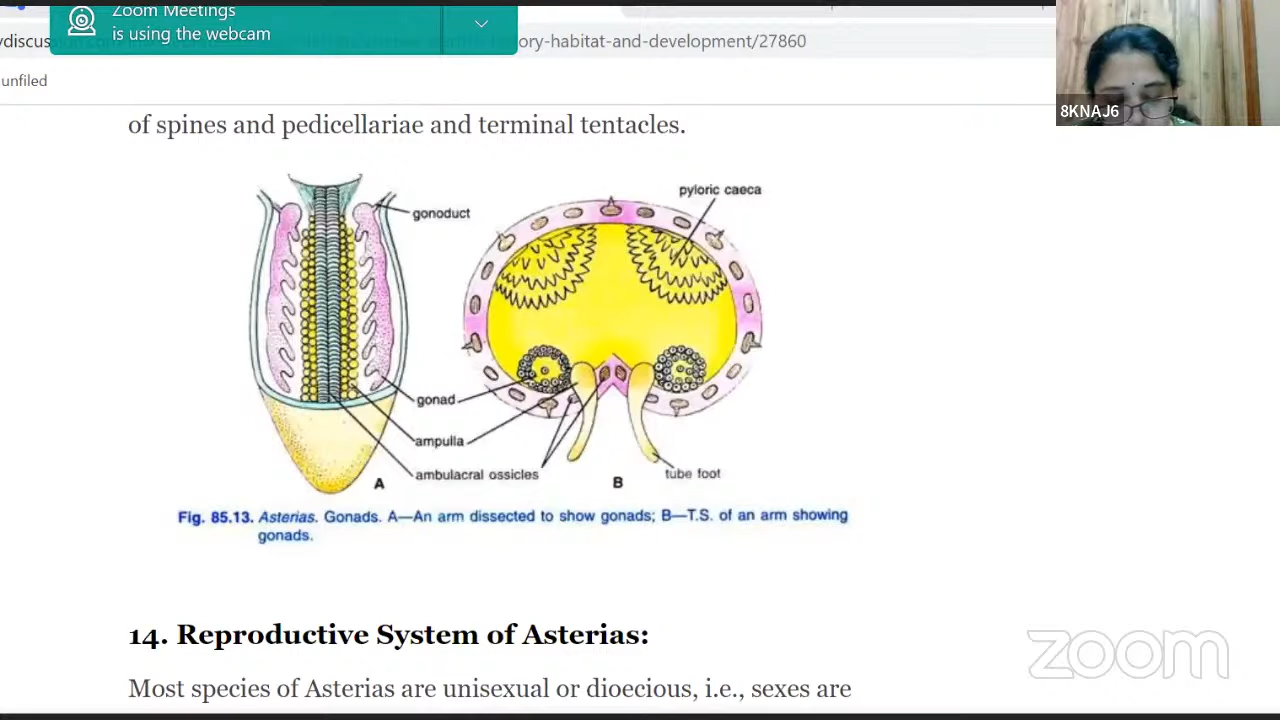 Zoom Meetings
is using the webcam
ory-habitat-and-development/27860
unfiled
8KNAJ6
of spines and pedicellariae and terminal tentacles.
pyloric caeca
gonoduct
gonad
ampulla
ambulacral ossicles
tube foot
A
B
Fig. 85.13. Asterias. Gonads. A—An arm dissected to show gonads; B—T.S. of an arm showing
gonads.
14. Reproductive System of Asterias:
zoom
Most species of Asterias are unisexual or dioecious, i.e., sexes are